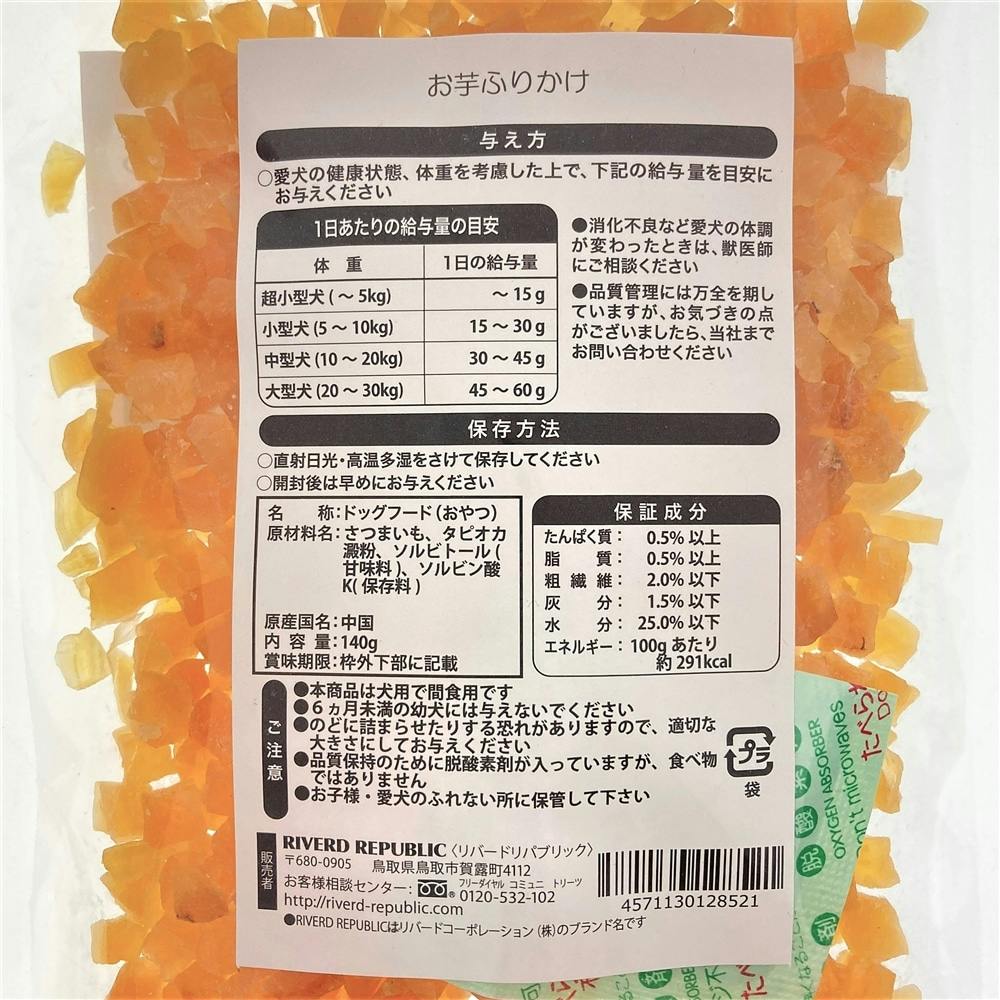 お芋ふりかけ
与え方
○愛犬の健康状態、体重を考慮した上で、下記の給与量を目安に
お与えください
1日あたりの給与量の目安
体 重 1日の給与量
超小型犬(～5kg) ～15g
小型犬(5～10kg) 15～30g
中型犬(10～20kg) 30～45g
大型犬(20～30kg) 45～60g
●消化不良など愛犬の体調
が変わったときは、獣医師
にご相談ください
●品質管理には万全を期し
ていますが、お気づきの点
がございましたら、当社まで
お問い合わせください
保存方法
○直射日光・高温多湿をさけて保存してください
○開封後は早めにお与えください
名 称:ドッグフード(おやつ)
原材料名:さつまいも、タピオカ
澱粉、ソルビトール(
甘味料)、ソルビン酸
K(保存料)
原産国名:中国
内 容 量:140g
賞味期限:枠外下部に記載
保証成分
たんぱく質: 0.5%以上
脂 質: 0.5%以上
粗 繊 維: 2.0%以下
灰 分: 1.5%以下
水 分: 25.0%以下
エネルギー: 100gあたり
約291kcal
ご注意
●本商品は犬用で間食用です
●6ヵ月未満の幼犬には与えないでください
●のどに詰まらせたりする恐れがありますので、適切な
大きさにしてお与えください
●品質保持のために脱酸素剤が入っていますが、食べ物
ではありません
●お子様・愛犬のふれない所に保管して下さい
プラ
袋
販売者
RIVERD REPUBLIC〈リバードリパブリック〉
〒680-0905 鳥取県鳥取市賀露町4112
フリーダイヤル コミュニ トリーツ
お客様相談センター: 0120-532-102
http://riverd-republic.com
●RIVERD REPUBLICはリバードコーポレーション(株)のブランド名です
4571130128521
脱酸素剤
OXYGEN ABSORBER
microwaves
たべら